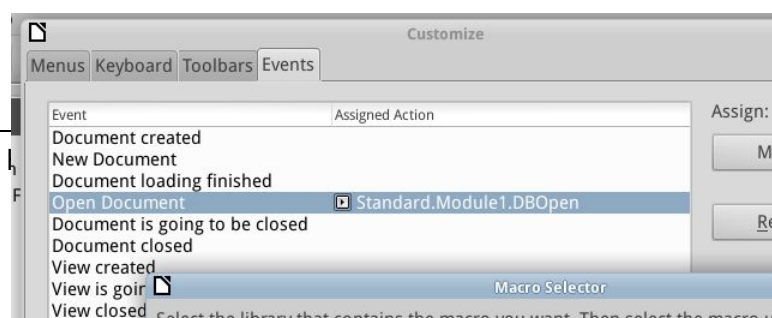 Customize
Menus Keyboard Toolbars Events
Event Assigned Action Assign:
Document created
New Document
Document loading finished
Open Document Standard.Module1.DBOpen
Document is going to be closed
Document closed
View created
View is
View closed
Macro Selector
Select the library that contains the macro you want. Then select the macro